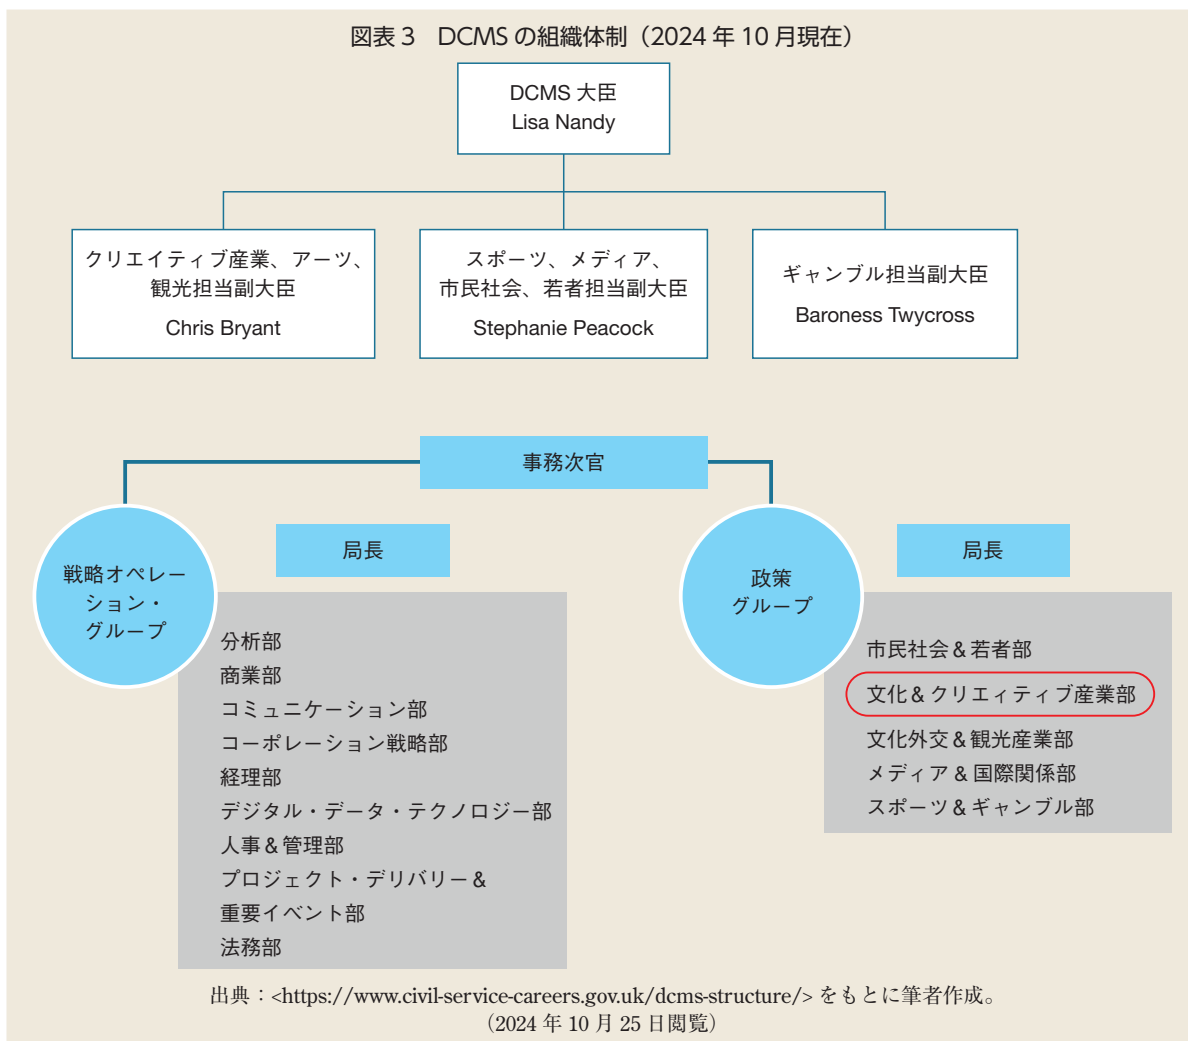 図表3　DCMS の組織体制（2024 年 10 月現在）
DCMS 大臣
Lisa Nandy
クリエイティブ産業、アーツ、
観光担当副大臣
Chris Bryant
スポーツ、メディア、
市民社会、若者担当副大臣
Stephanie Peacock
ギャンブル担当副大臣
Baroness Twycross
事務次官
戦略オペレー
ション・
グループ
局長
分析部
商業部
コミュニケーション部
コーポレーション戦略部
経理部
デジタル・データ・テクノロジー部
人事＆管理部
プロジェクト・デリバリー＆
重要イベント部
法務部
政策
グループ
局長
市民社会＆若者部
文化＆クリエィティブ産業部
文化外交＆観光産業部
メディア＆国際関係部
スポーツ＆ギャンブル部
出典：<https://www.civil-service-careers.gov.uk/dcms-structure/> をもとに筆者作成。
（2024 年 10 月 25 日閲覧）